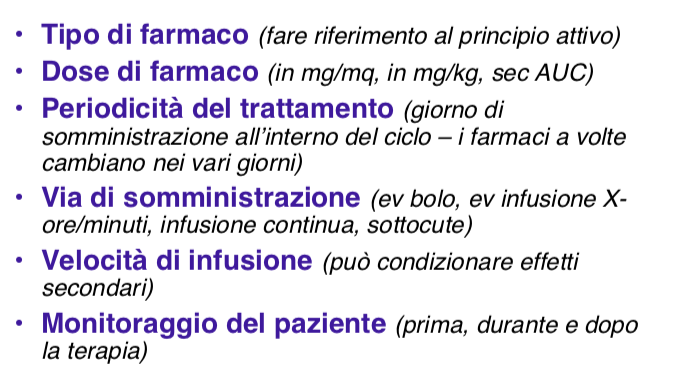 • Tipo di farmaco (fare riferimento al principio attivo)
• Dose di farmaco (in mg/mq, in mg/kg, sec AUC)
• Periodicità del trattamento (giorno di
somministrazione all’interno del ciclo – i farmaci a volte
cambiano nei vari giorni)
• Via di somministrazione (ev bolo, ev infusione X-
ore/minuti, infusione continua, sottocute)
• Velocità di infusione (può condizionare effetti
secondari)
• Monitoraggio del paziente (prima, durante e dopo
la terapia)